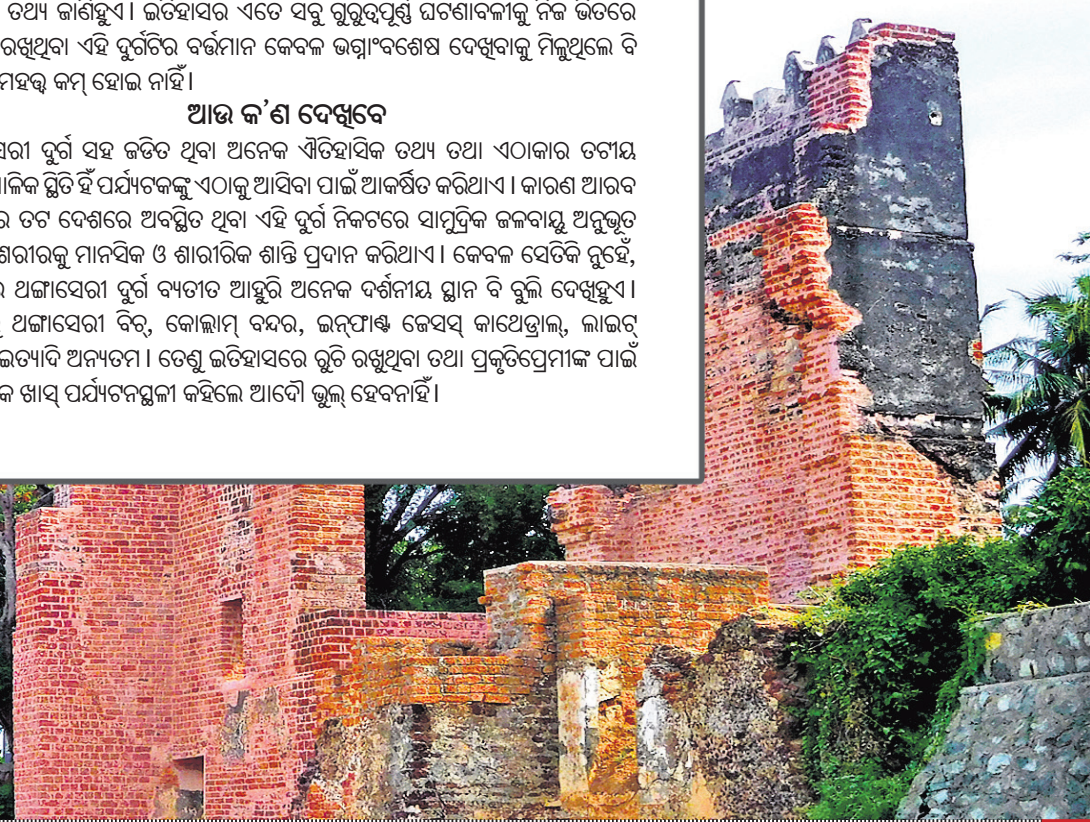 ତଥ୍ୟ ଜାଣିହୁଏ। ଇତିହାସର ଏତେ ସବୁ ଗୁରୁତ୍ୱପୂର୍ଣ୍ଣ ଘଟଣାବଳୀକୁ ନିଜ ଭିତରେ
ରଖିଥିବା ଏହି ଦୁର୍ଗଟିର ବର୍ତ୍ତମାନ କେବଳ ଭଗ୍ନାଂବଶେଷ ଦେଖିବାକୁ ମିଳୁଥିଲେ ବି
ମହତ୍ତ୍ୱ କମ୍ ହୋଇ ନାହିଁ।
ଆଉ କ'ଣ ଦେଖିବେ
ସେରୀ ଦୁର୍ଗ ସହ ଜଡିତ ଥିବା ଅନେକ ଐତିହାସିକ ତଥ୍ୟ ତଥା ଏଠାକାର ତଟୀୟ
ସ୍ଥିତି ହିଁ ପର୍ଯ୍ୟଟକଙ୍କୁ ଏଠାକୁ ଆସିବା ପାଇଁ ଆକର୍ଷିତ କରିଥାଏ। କାରଣ ଆରବ
ତଟ ଦେଶରେ ଅବସ୍ଥିତ ଥିବା ଏହି ଦୁର୍ଗ ନିକଟରେ ସାମୁଦ୍ରିକ ଜଳବାୟୁ ଅନୁଭୂତ
ଶରୀରକୁ ମାନସିକ ଓ ଶାରୀରିକ ଶାନ୍ତି ପ୍ରଦାନ କରିଥାଏ। କେବଳ ସେତିକି ନୁହେଁ,
ଥଙ୍ଗାସେରୀ ଦୁର୍ଗ ବ୍ୟତୀତ ଆହୁରି ଅନେକ ଦର୍ଶନୀୟ ସ୍ଥାନ ବି ବୁଲି ଦେଖିହୁଏ।
ଥଙ୍ଗାସେରୀ ବିଚ୍, କୋଲ୍ଲାମ୍ ବନ୍ଦର, ଇନ୍‌ଫାଣ୍ଟ ଜେସସ୍ କାଥେଡ୍ରାଲ୍, ଲାଇଟ୍
ଇତ୍ୟାଦି ଅନ୍ୟତମ। ତେଣୁ ଇତିହାସରେ ରୁଚି ରଖୁଥିବା ତଥା ପ୍ରକୃତିପ୍ରେମୀଙ୍କ ପାଇଁ
ଖାସ୍ ପର୍ଯ୍ୟଟନସ୍ଥଳୀ କହିଲେ ଆଦୌ ଭୁଲ୍ ହେବନାହିଁ।